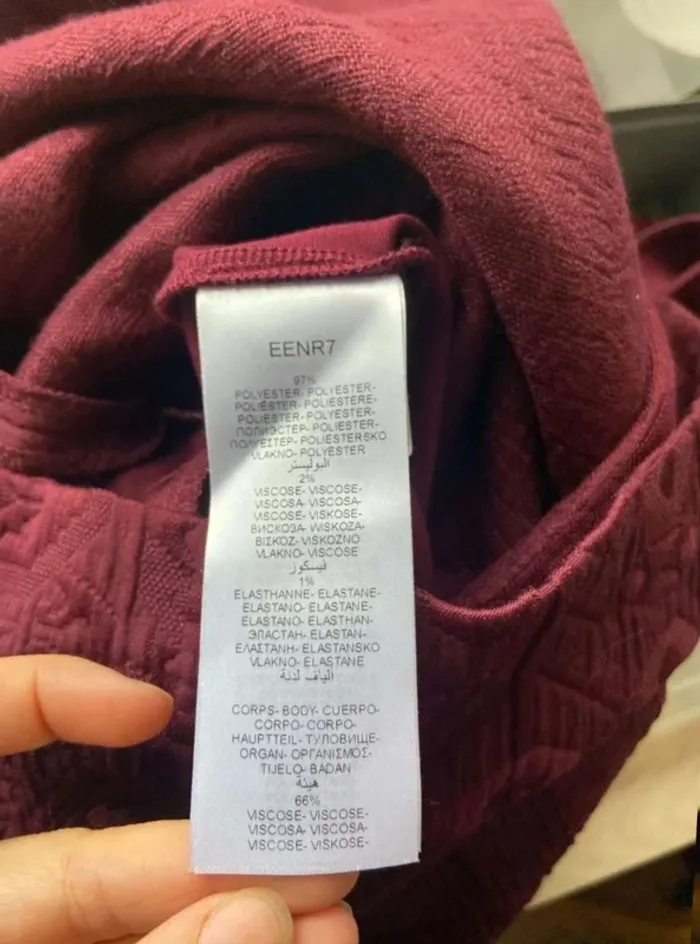 EENR7
97%
POLYESTER- POLYESTER-
POLIÉSTER- POLIESTERE-
POLIESTER- POLYESTER-
ПОЛИЭСТЕР- POLIESTER-
ΠΟΛΥΕΣΤΕΡ- POLIESTERSKO
VLAKNO- POLYESTER
البوليستر
2%
VISCOSE- VISCOSE-
VISCOSA- VISCOSA-
VISCOSE- VISKOSE-
ВИСКОЗА- WISKOZA-
ΒΙΣΚΟΖ- VISKOZNO
VLAKNO- VISCOSE
فيسكوز
1%
ELASTHANNE- ELASTANE-
ELASTANO- ELASTANE-
ELASTANO- ELASTHAN-
ЭЛАСТАН- ELASTAN-
ΕΛΑΣΤΑΝΗ- ELASTANSKO
VLAKNO- ELASTANE
الياف لدنة
CORPS- BODY- CUERPO-
CORPO- CORPO-
HAUPTTEIL- ТУЛОВИЩЕ-
ORGAN- ΟΡΓΑΝΙΣΜΟΣ-
TIJELO- BADAN
هيئة
66%
VISCOSE- VISCOSE-
VISCOSA- VISCOSA-
VISCOSE- VISKOSE-